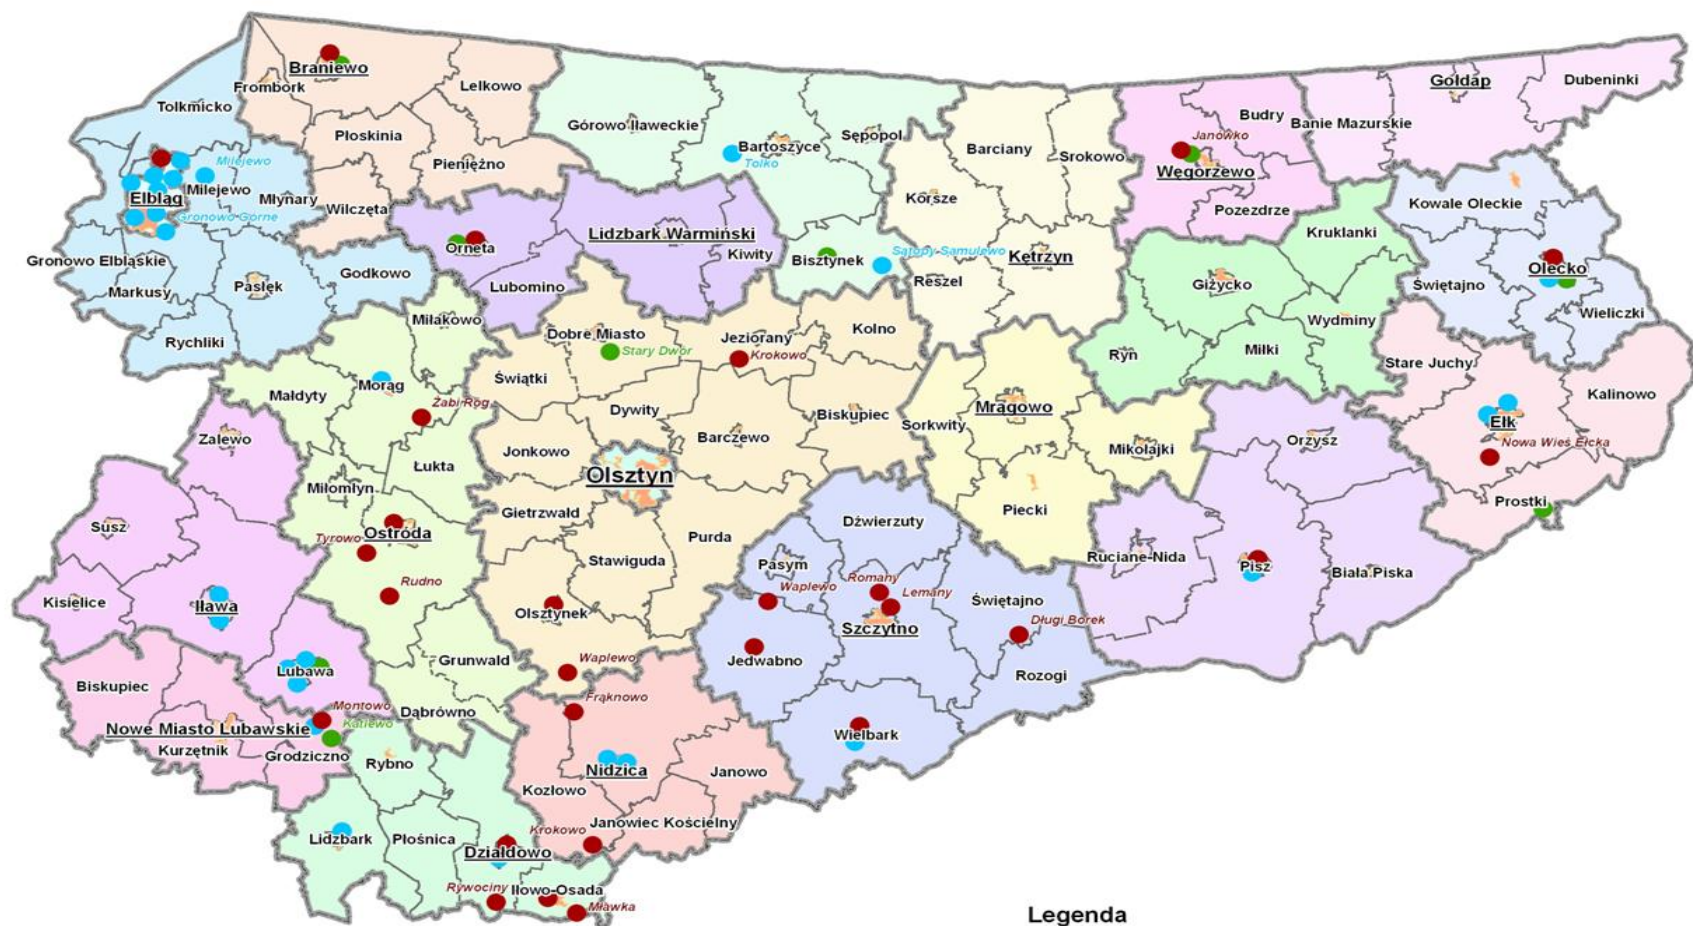 Gołdap
Dubeninki
Braniewo
Frombork
Lelkowo
Tolkmicko
Budry
Banie Mazurskie
Górowo Iławeckie
Sępopol
Płoskinia
Janówko
Bartoszyce
Barciany
Srokowo
Tolko
Pieniężno
Milejewo
Węgorzewo
Milejewo
Młynary
Elbląg
Korsze
Kowale Oleckie
Wilczęta
Gronowo Górne
Pozezdrze
Kruklanki
Lidzbark Warmiński
Orneta
Kiwity
Sątopy Samulewo
Kętrzyn
Gronowo Elbląskie
Bisztynek
Olecko
Godkowo
Reszel
Giżycko
Świętajno
Pasłęk
Lubomino
Markusy
Wieliczki
Miłakowo
Wydminy
Dobre Miasto
Kolno
Jeziorany
Rychliki
Stary Dwór
Krokowo
Ryn
Miłki
Stare Juchy
Morąg
Świątki
Kalinowo
Małdyty
Żabi Róg
Dywity
Biskupiec
Mrągowo
Sorkwity
Ełk
Zalewo
Barczewo
Orzysz
Nowa Wieś Ełcka
Jonkowo
Mikołajki
Łukta
Olsztyn
Miłomłyn
Prostki
Piecki
Gietrzwałd
Susz
Dźwierzuty
Ostróda
Tyrowo
Purda
Ruciane-Nida
Stawiguda
Pasym
Pisz
Biała Piska
Rudno
Waplewo
Romany
Lemany
Kisielice
Iława
Olsztynek
Świętajno
Długi Borek
Szczytno
Grunwald
Jedwabno
Lubawa
Waplewo
Rozogi
Biskupiec
Frąknowo
Montowo
Dąbrówno
Katlewo
Nowe Miasto Lubawskie
Wielbark
Kurzętnik
Grodziczno
Rybno
Nidzica
Janowo
Kozłowo
Janowiec Kościelny
Krokowo
Lidzbark
Płośnica
Działdowo
Rywociny
Iłowo-Osada
Mławka
Legenda